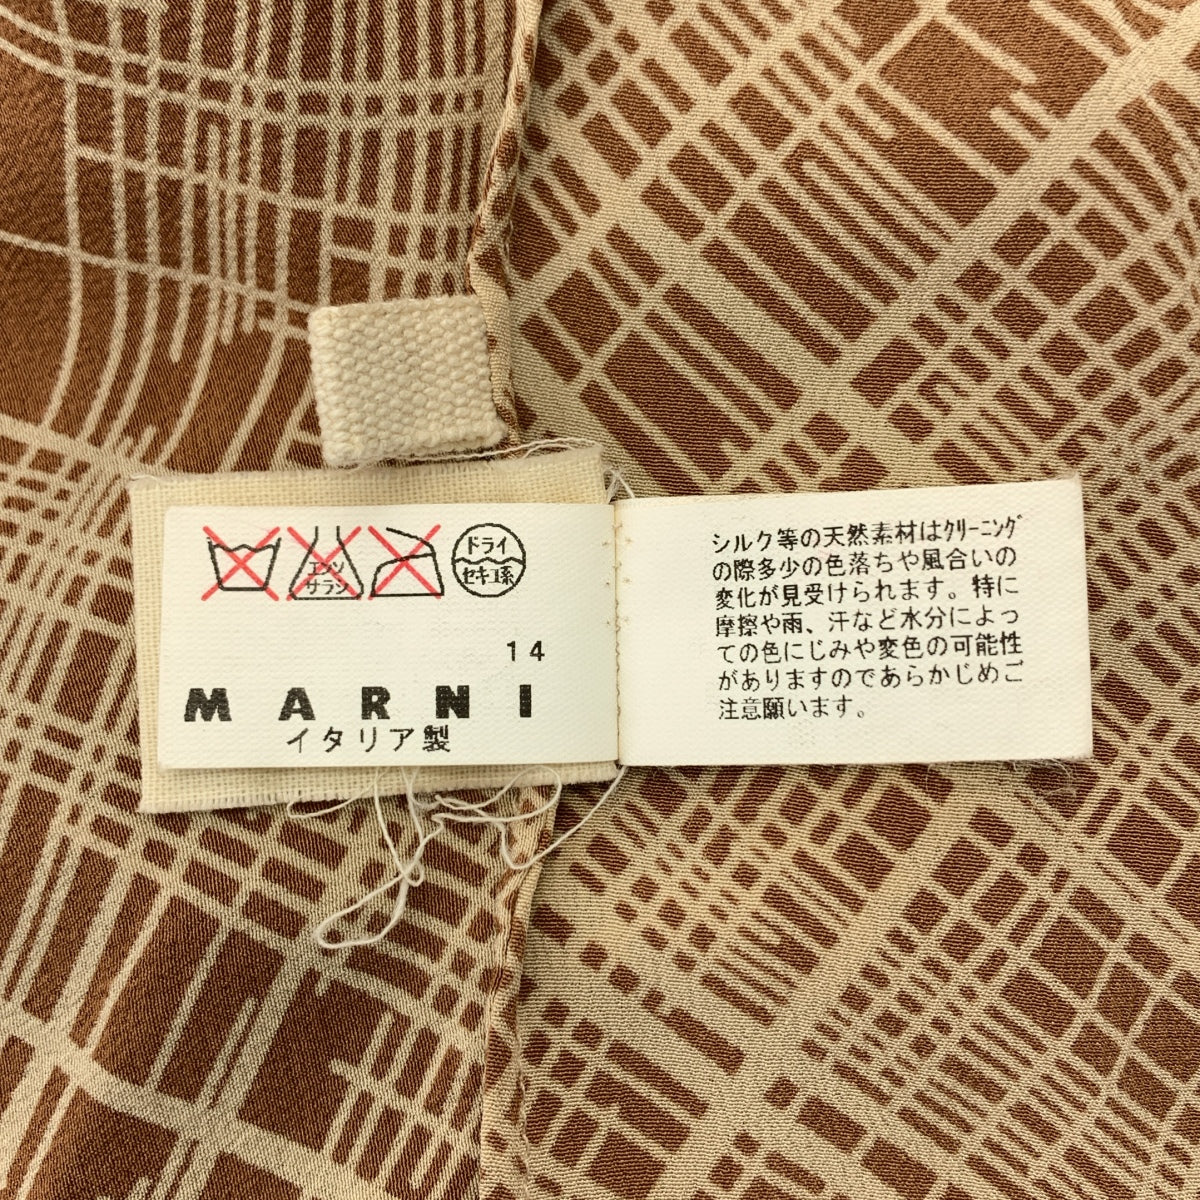 エンソ
サラシ
ドライ
セキユ系
14
MARNI
イタリア製
シルク等の天然素材はクリーニング
の際多少の色落ちや風合いの
変化が見受けられます。特に
摩擦や雨、汗など水分によっ
ての色にじみや変色の可能性
がありますのであらかじめご
注意願います。